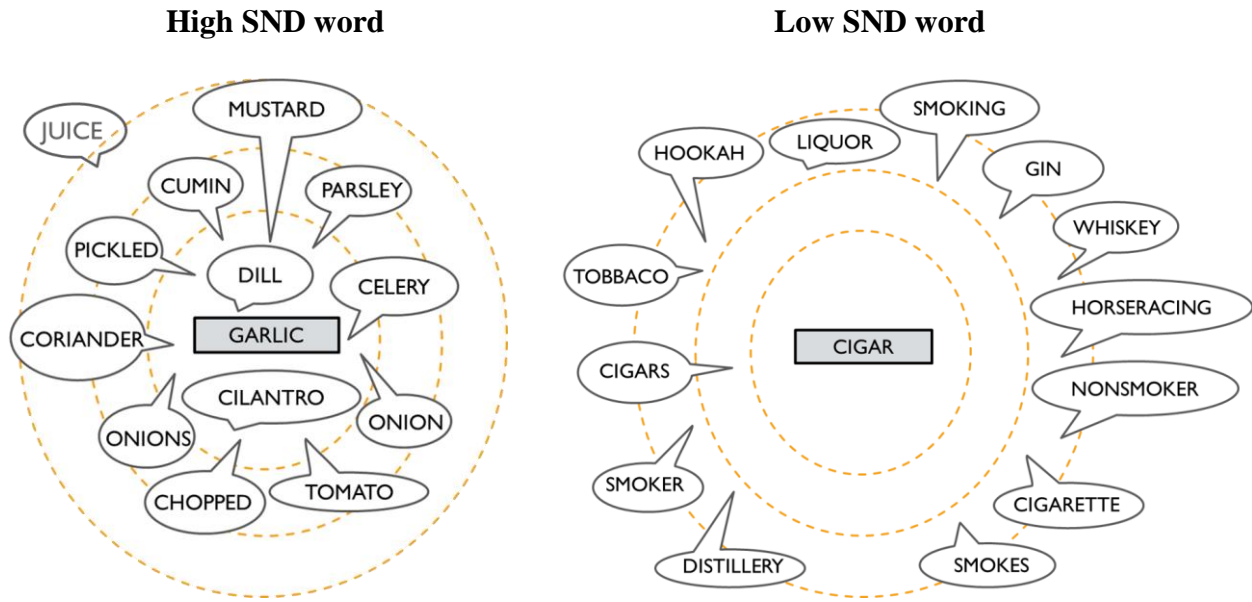 High SND word
Low SND word
JUICE
MUSTARD
CUMIN
PARSLEY
PICKLED
DILL
CELERY
CORIANDER
GARLIC
CILANTRO
ONIONS
ONION
CHOPPED
TOMATO
SMOKING
HOOKAH
LIQUOR
GIN
WHISKEY
TOBBACO
HORSERACING
CIGAR
CIGARS
NONSMOKER
SMOKER
CIGARETTE
DISTILLERY
SMOKES